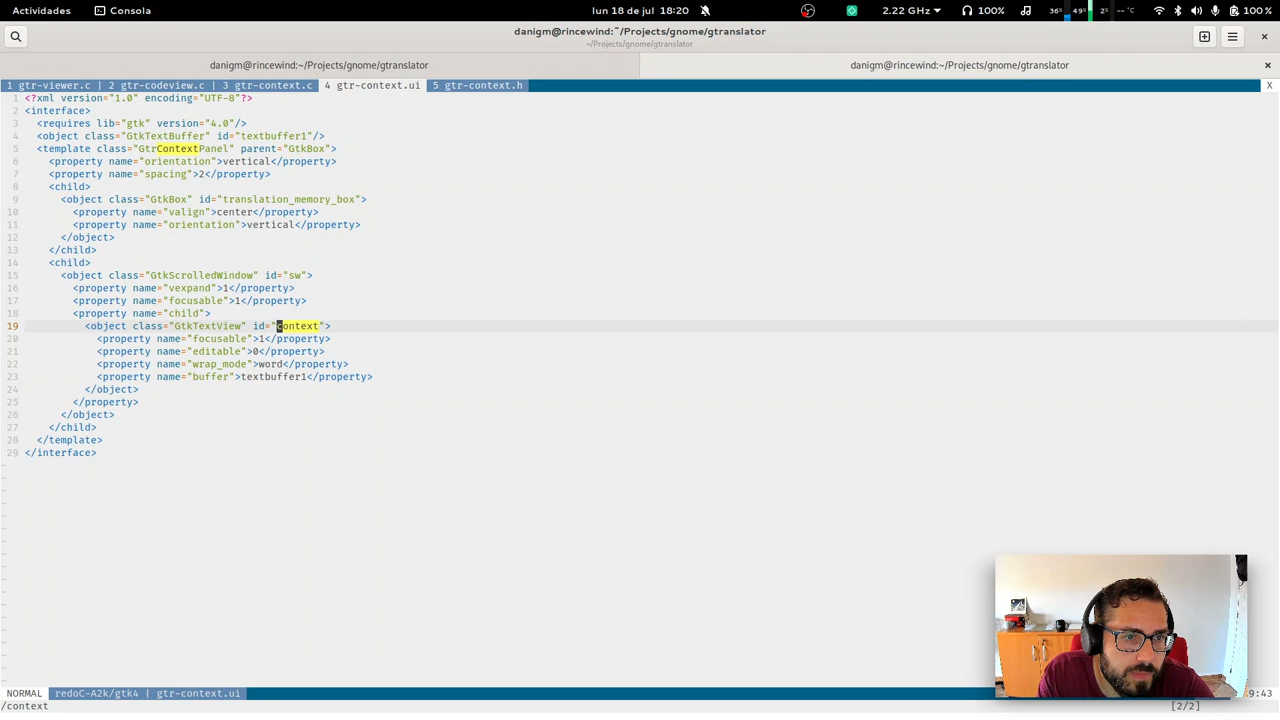 Actividades Consola lun 18 de jul 18:20 2.22 GHz 100% 36% 49% 2% --°C 100 %
danigm@rincewind:~/Projects/gnome/gtranslator
~/Projects/gnome/gtranslator
danigm@rincewind:~/Projects/gnome/gtranslator danigm@rincewind:~/Projects/gnome/gtranslator
1 gtr-viewer.c | 2 gtr-codeview.c | 3 gtr-context.c 4 gtr-context.ui 5 gtr-context.h X
1 <?xml version="1.0" encoding="UTF-8"?>
2 <interface>
3 <requires lib="gtk" version="4.0"/>
4 <object class="GtkTextBuffer" id="textbuffer1"/>
5 <template class="GtrContextPanel" parent="GtkBox">
6 <property name="orientation">vertical</property>
7 <property name="spacing">2</property>
8 <child>
9 <object class="GtkBox" id="translation_memory_box">
10 <property name="valign">center</property>
11 <property name="orientation">vertical</property>
12 </object>
13 </child>
14 <child>
15 <object class="GtkScrolledWindow" id="sw">
16 <property name="vexpand">1</property>
17 <property name="focusable">1</property>
18 <property name="child">
19 <object class="GtkTextView" id="context">
20 <property name="focusable">1</property>
21 <property name="editable">0</property>
22 <property name="wrap_mode">word</property>
23 <property name="buffer">textbuffer1</property>
24 </object>
25 </property>
26 </object>
27 </child>
28 </template>
29 </interface>
NORMAL redoC-A2k/gtk4 | gtr-context.ui 9:43
/context [2/2]